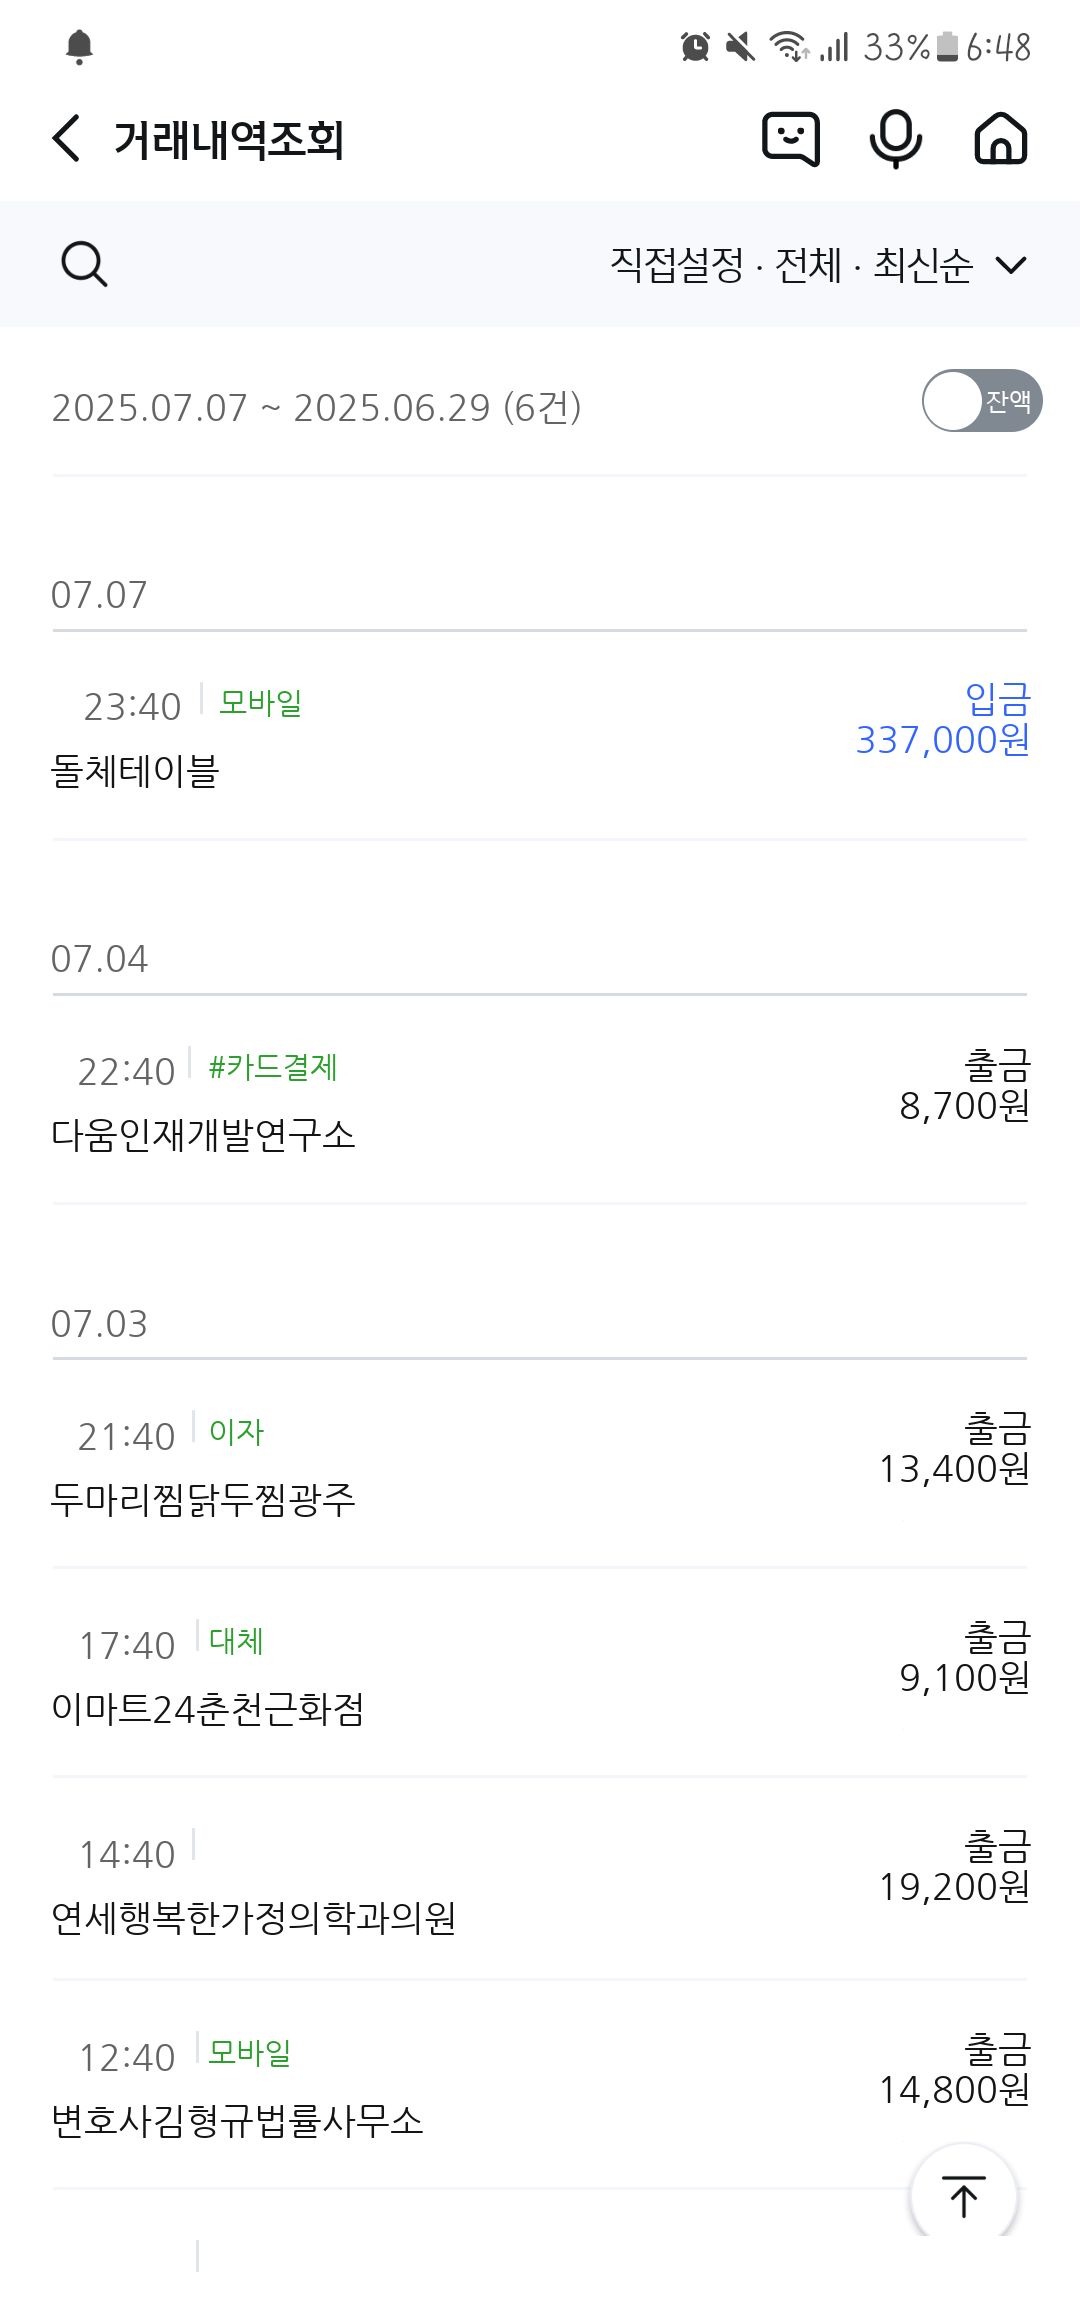 33% 6:48
거래내역조회
직접설정 · 전체 · 최신순
2025.07.07 ~ 2025.06.29 (6건)
잔액
07.07
23:40 모바일
입금
337,000원
돌체테이블
07.04
22:40 #카드결제
출금
8,700원
다움인재개발연구소
07.03
21:40 이자
출금
13,400원
두마리찜닭두찜광주
17:40 대체
출금
9,100원
이마트24춘천근화점
14:40
출금
19,200원
연세행복한가정의학과의원
12:40 모바일
출금
14,800원
변호사김형규법률사무소